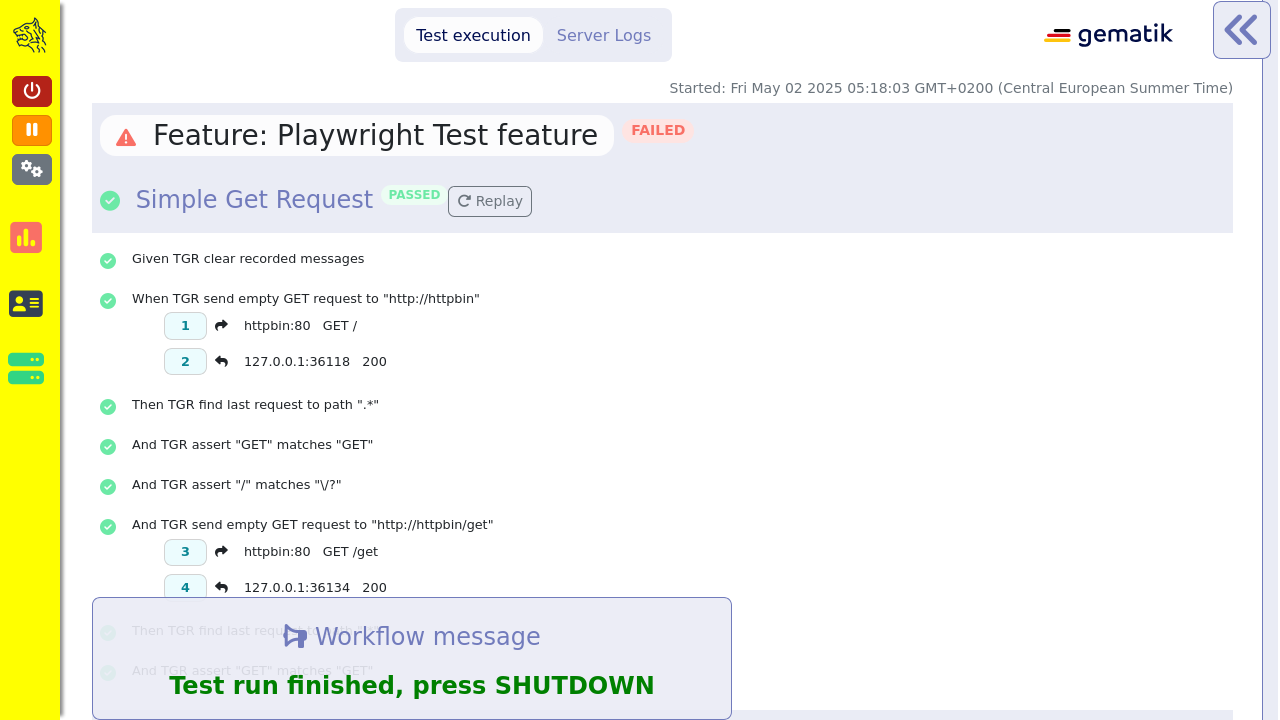 Test execution Server Logs
gematik
Started: Fri May 02 2025 05:18:03 GMT+0200 (Central European Summer Time)
Feature: Playwright Test feature FAILED
Simple Get Request PASSED Replay
Given TGR clear recorded messages
When TGR send empty GET request to "http://httpbin"
1 httpbin:80 GET /
2 127.0.0.1:36118 200
Then TGR find last request to path ".*"
And TGR assert "GET" matches "GET"
And TGR assert "/" matches "\/?"
And TGR send empty GET request to "http://httpbin/get"
3 httpbin:80 GET /get
4 127.0.0.1:36134 200
Then TGR find last request to path
Workflow message
And TGR assert "GET" matches "GET"
Test run finished, press SHUTDOWN